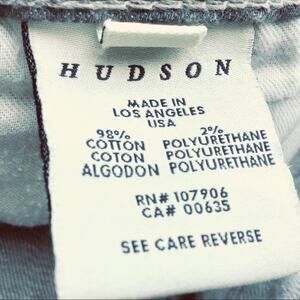 HUDSON
MADE IN
LOS ANGELES
USA
98% 2%
COTTON POLYURETHANE
COTON POLYURETHANE
ALGODON POLYURETHANE
RN# 107906
CA# 00635
SEE CARE REVERSE